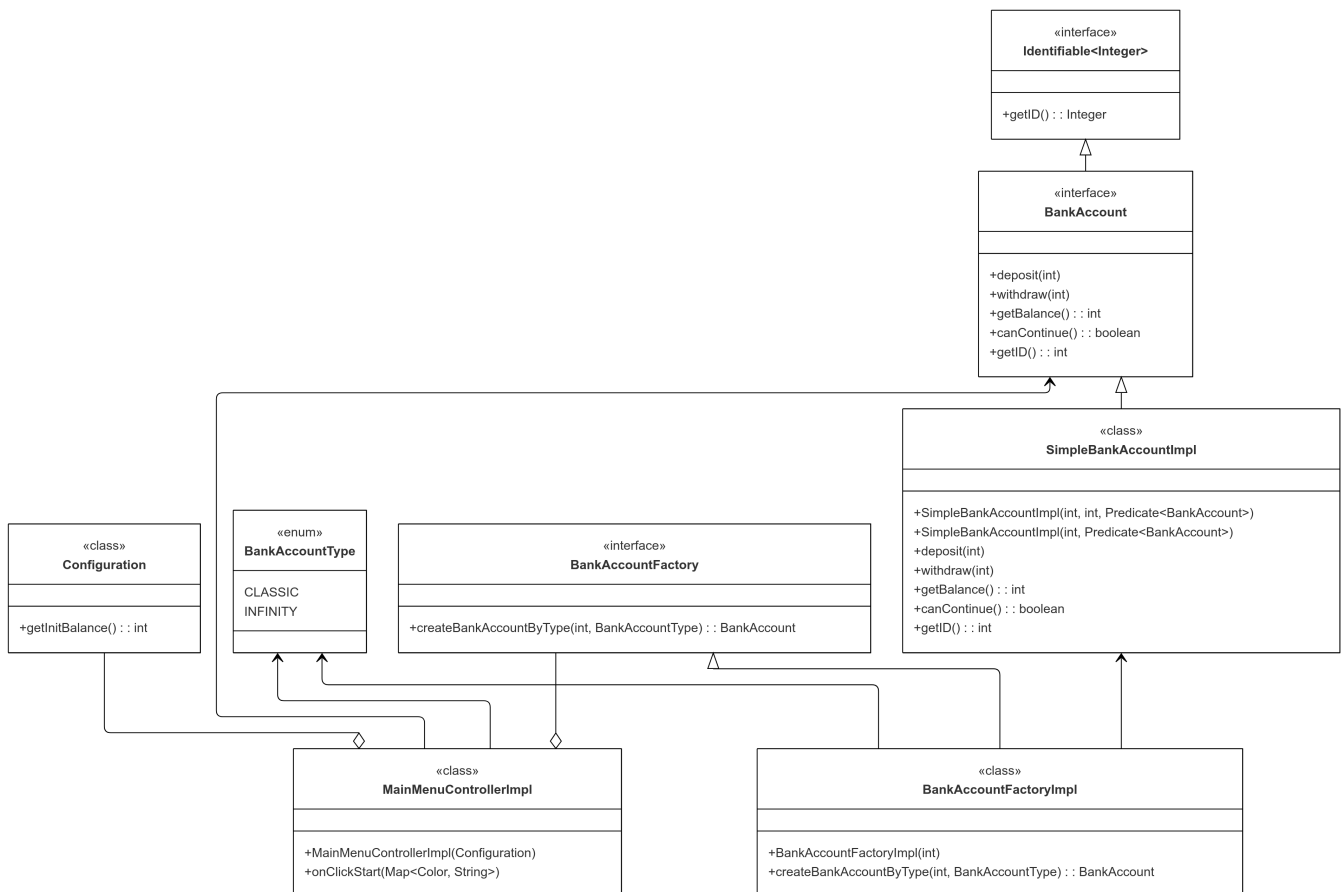 «interface»
Identifiable<Integer>
+getID() : : Integer
«interface»
BankAccount
+deposit(int)
+withdraw(int)
+getBalance() : : int
+canContinue() : : boolean
+getID() : : int
«class»
SimpleBankAccountImpl
+SimpleBankAccountImpl(int, int, Predicate<BankAccount>)
+SimpleBankAccountImpl(int, Predicate<BankAccount>)
+deposit(int)
+withdraw(int)
+getBalance() : : int
+canContinue() : : boolean
+getID() : : int
«class»
Configuration
+getInitBalance() : : int
«enum»
BankAccountType
CLASSIC
INFINITY
«interface»
BankAccountFactory
+createBankAccountByType(int, BankAccountType) : : BankAccount
«class»
MainMenuControllerImpl
+MainMenuControllerImpl(Configuration)
+onClickStart(Map<Color, String>)
«class»
BankAccountFactoryImpl
+BankAccountFactoryImpl(int)
+createBankAccountByType(int, BankAccountType) : : BankAccount